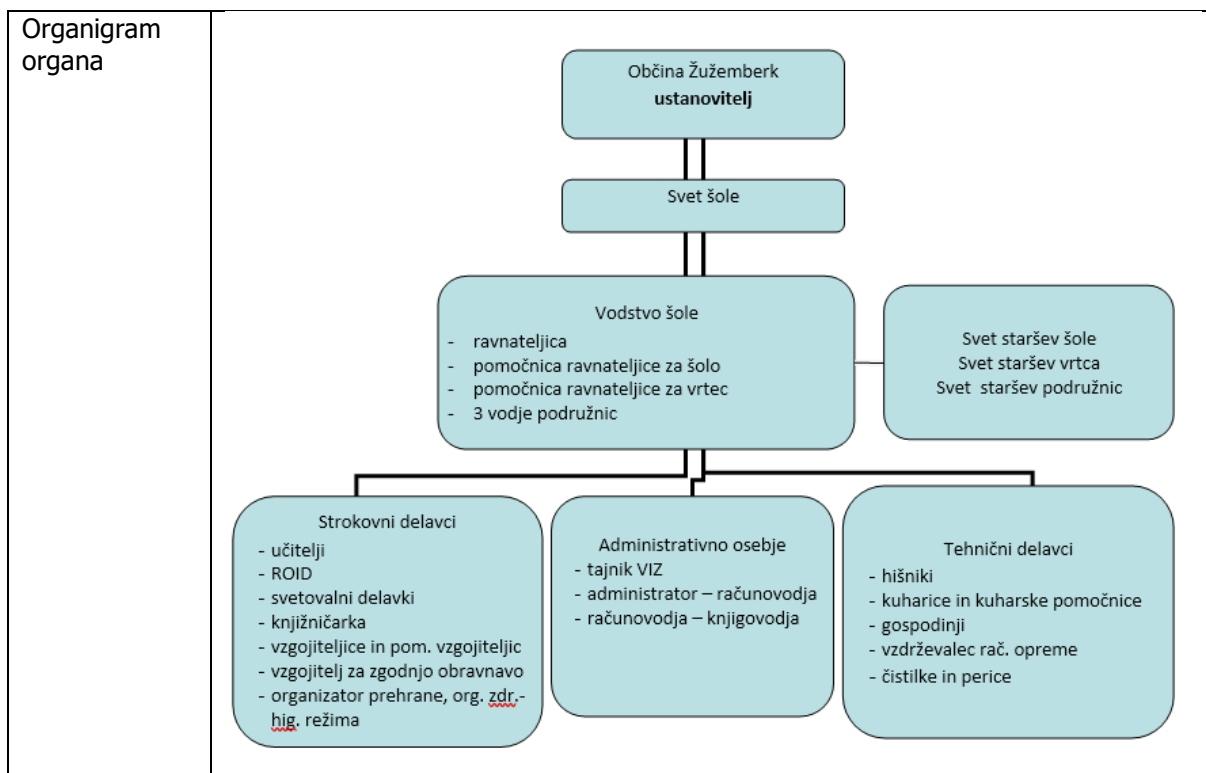 Organigram
organa
Občina Žužemberk
ustanovitelj
Svet šole
Vodstvo šole
- ravnateljica
- pomočnica ravnateljice za šolo
- pomočnica ravnateljice za vrtec
- 3 vodje podružnic
Svet staršev šole
Svet staršev vrtca
Svet staršev podružnic
Strokovni delavci
- učitelji
- ROID
- svetovalni delavki
- knjižničarka
- vzgojiteljice in pom. vzgojiteljic
- vzgojitelj za zgodnjo obravnavo
- organizator prehrane, org. zdr.-
hig. režima
Administrativno osebje
- tajnik VIZ
- administrator – računovodja
- računovodja – knjigovodja
Tehnični delavci
- hišniki
- kuharice in kuharske pomočnice
- gospodinji
- vzdrževalec rač. opreme
- čistilke in perice